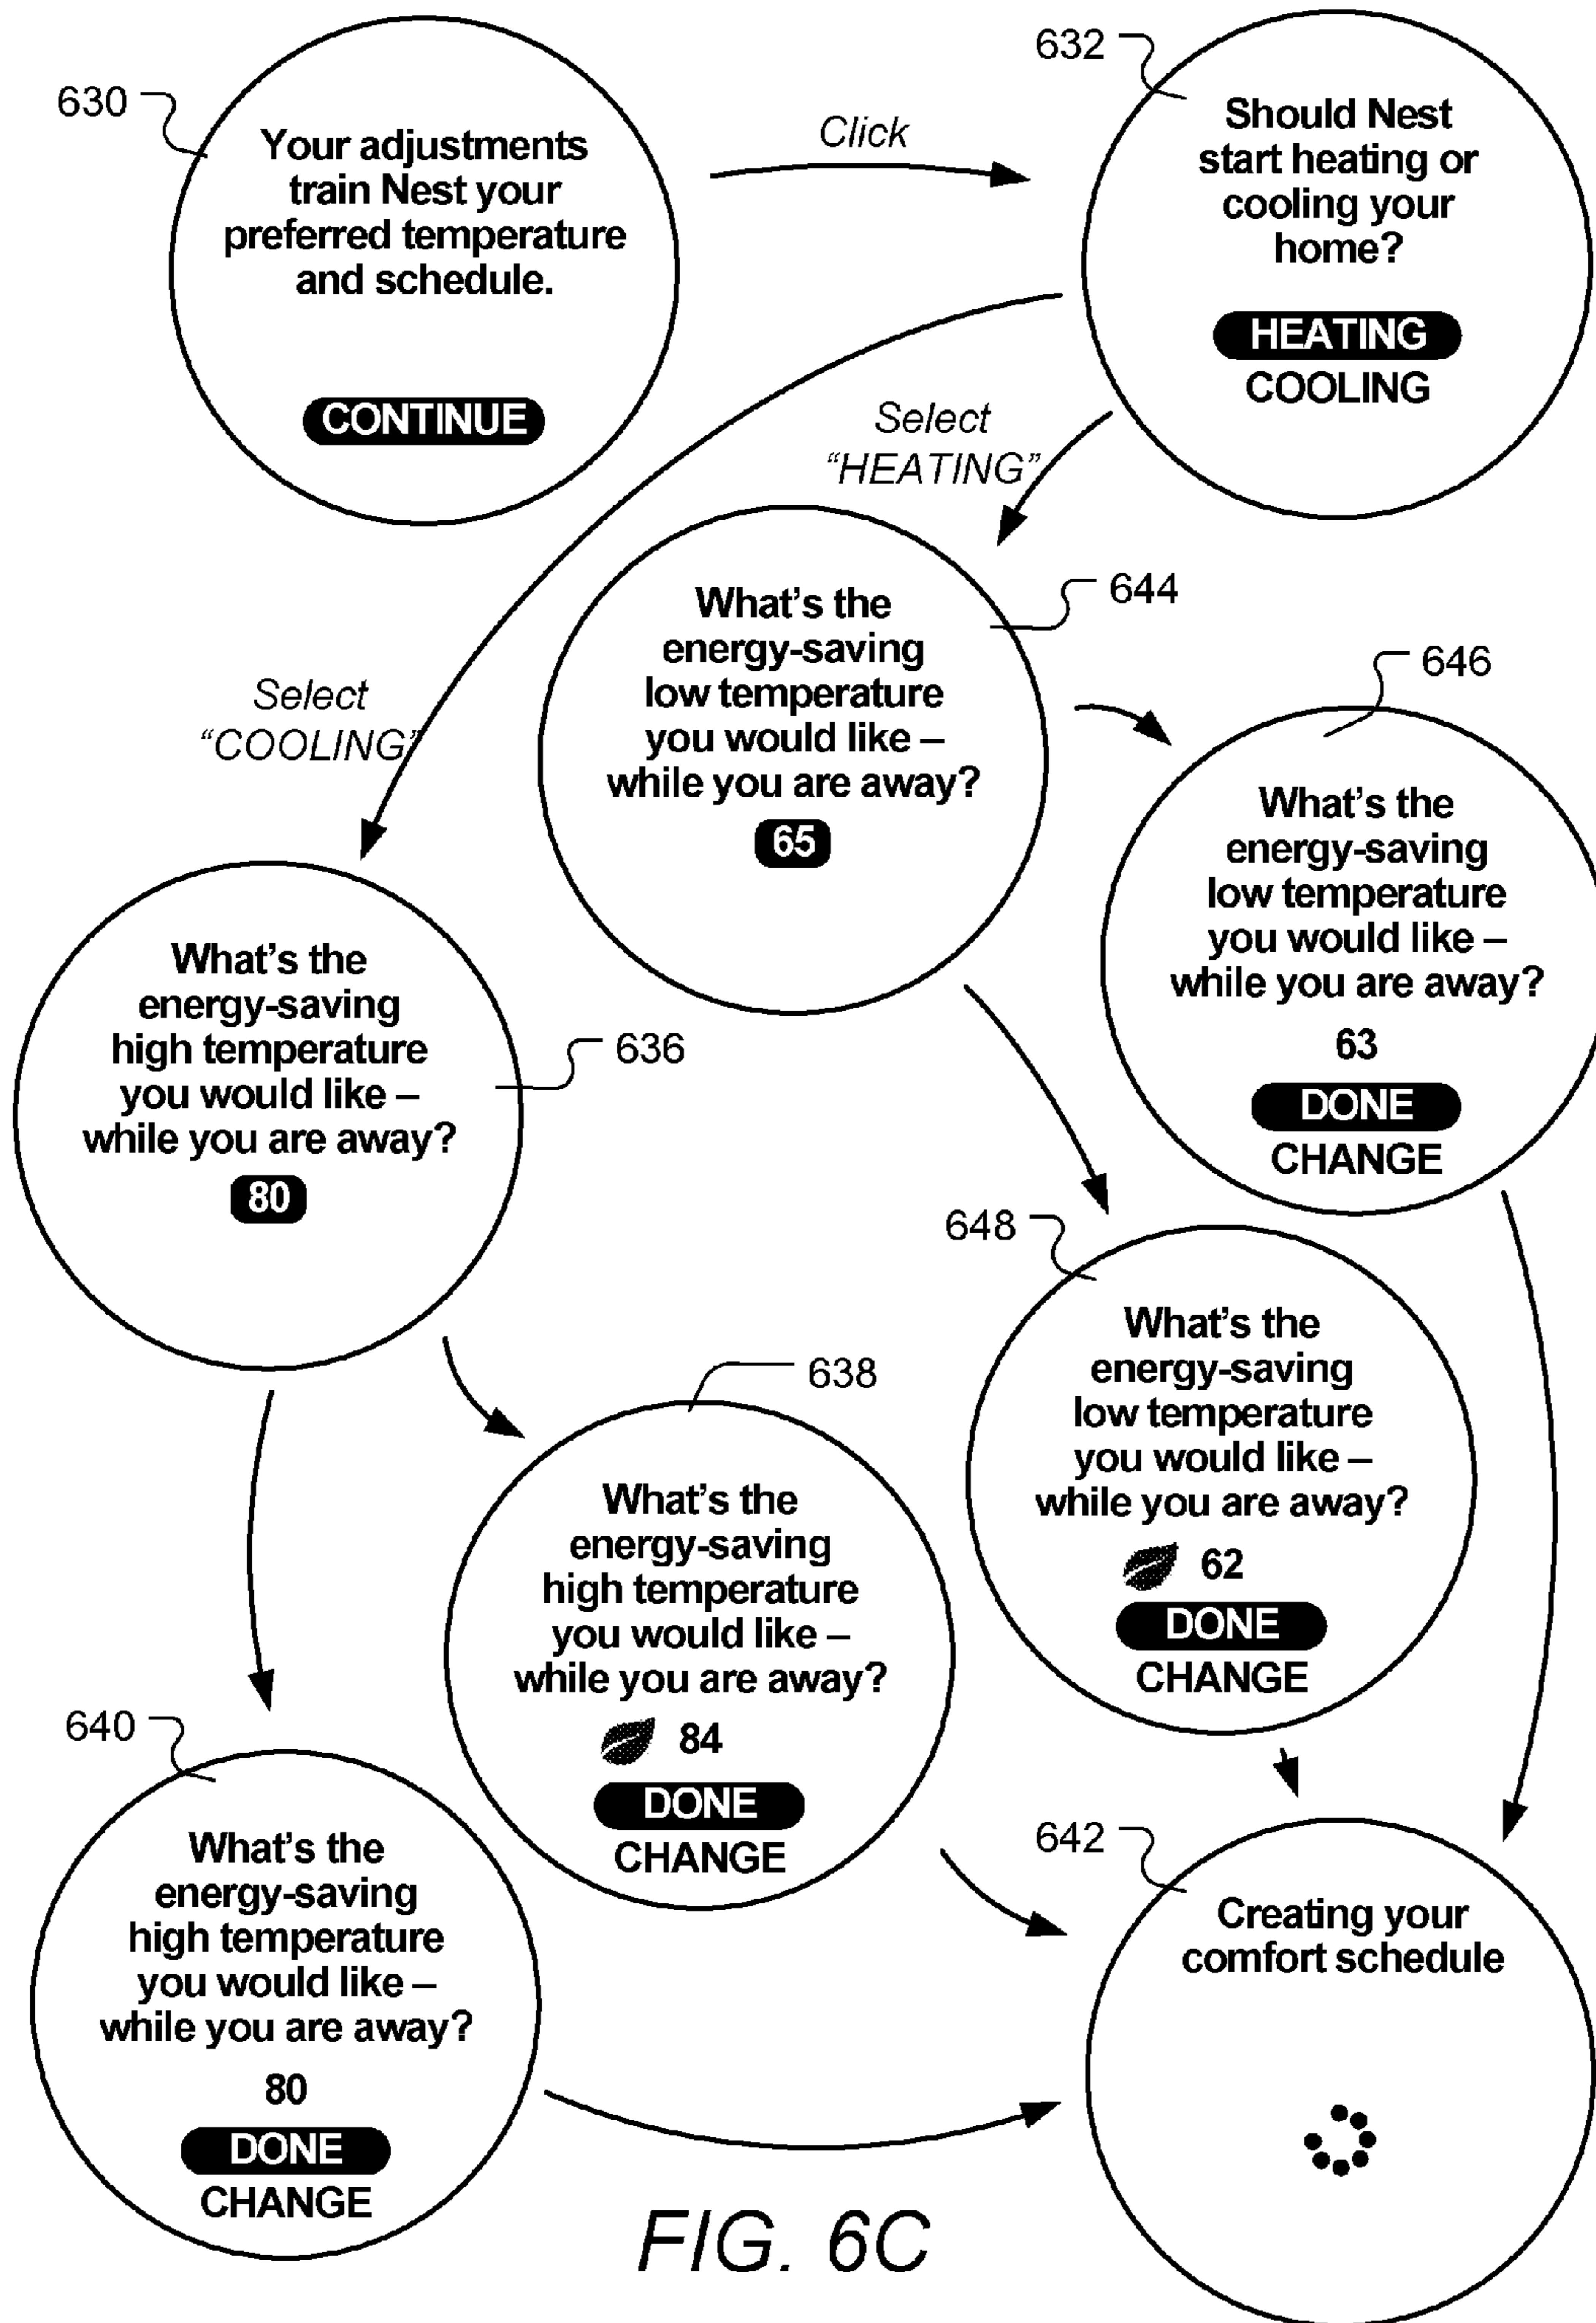 630
Your adjustments
train Nest your
preferred temperature
and schedule.
CONTINUE
Click
632
Should Nest
start heating or
cooling your
home?
HEATING
COOLING
Select
“HEATING”
644
What’s the
energy-saving
low temperature
you would like –
while you are away?
65
646
What’s the
energy-saving
low temperature
you would like –
while you are away?
63
DONE
CHANGE
Select
“COOLING”
636
What’s the
energy-saving
high temperature
you would like –
while you are away?
80
648
What’s the
energy-saving
low temperature
you would like –
while you are away?
62
DONE
CHANGE
638
What’s the
energy-saving
high temperature
you would like –
while you are away?
84
DONE
CHANGE
640
What’s the
energy-saving
high temperature
you would like –
while you are away?
80
DONE
CHANGE
642
Creating your
comfort schedule
FIG. 6C